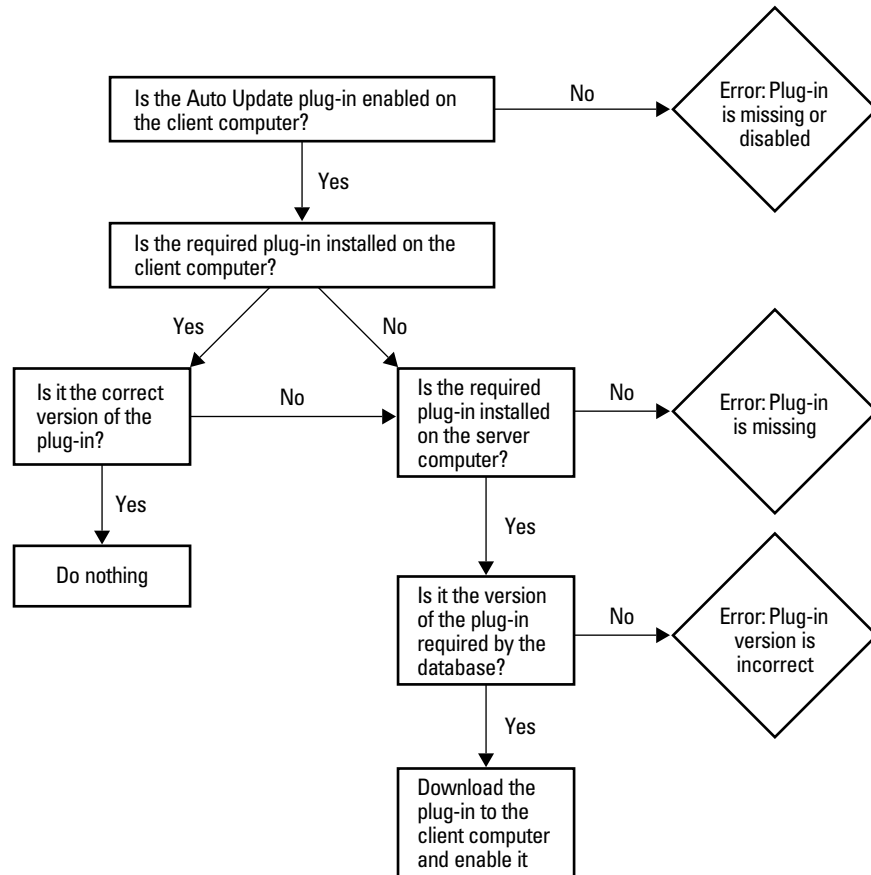 Is the Auto Update plug-in enabled on
the client computer?
No
Error: Plug-in
is missing or
disabled
Yes
Is the required plug-in installed on the
client computer?
Yes
No
Is it the correct
version of the
plug-in?
No
Is the required
plug-in installed
on the server
computer?
No
Error: Plug-in
is missing
Yes
Do nothing
Yes
Is it the version
of the plug-in
required by the
database?
No
Error: Plug-in
version is
incorrect
Yes
Download the
plug-in to the
client computer
and enable it